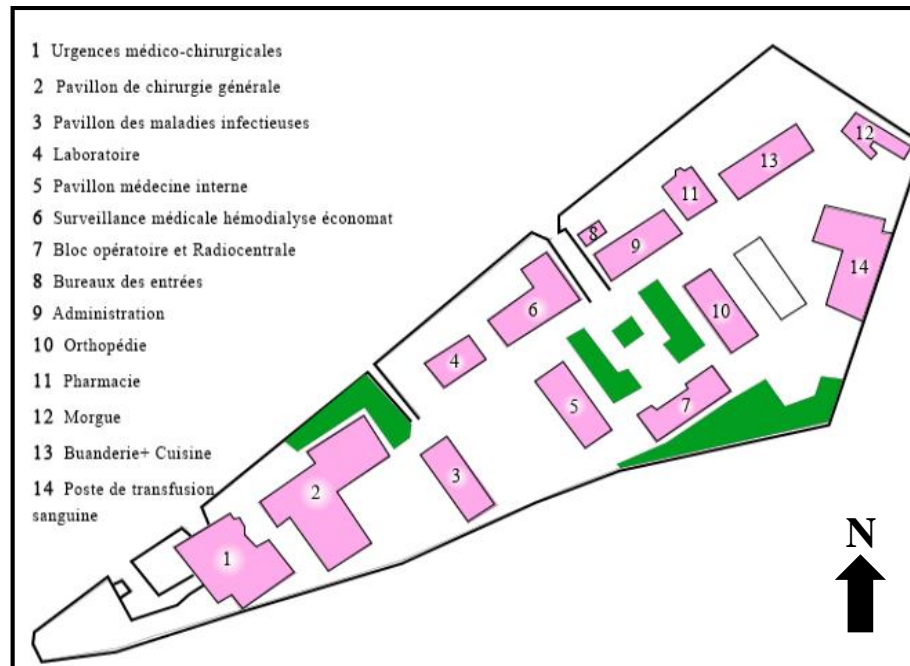 1 Urgences médico-chirurgicales
2 Pavillon de chirurgie générale
3 Pavillon des maladies infectieuses
4 Laboratoire
5 Pavillon médecine interne
6 Surveillance médicale hémodialyse économat
7 Bloc opératoire et Radiocentrale
8 Bureaux des entrées
9 Administration
10 Orthopédie
11 Pharmacie
12 Morgue
13 Buanderie+ Cuisine
14 Poste de transfusion
sanguine
12
13
11
8
9
14
6
10
4
5
7
3
2
1
N